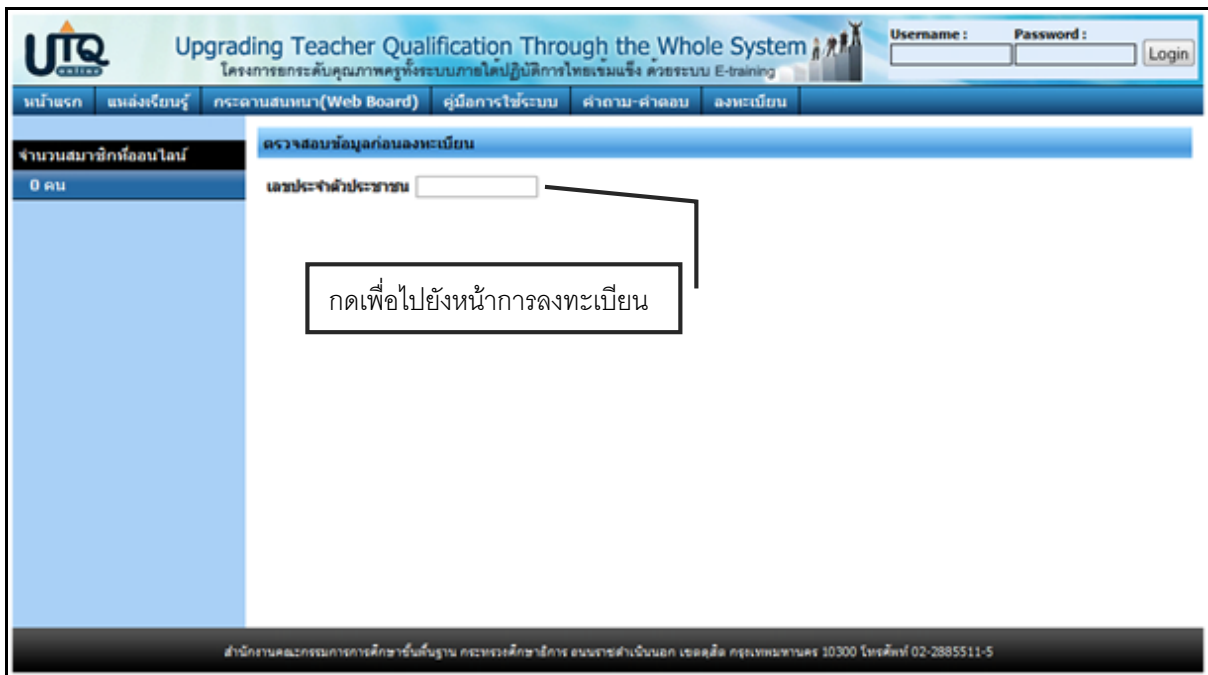 UTQ
online
Upgrading Teacher Qualification Through the Whole System
โครงการยกระดับคุณภาพครูทั้งระบบภายใต้ปฏิบัติการไทยเข้มแข็ง ด้วยระบบ E-training
Username :
Password :
Login
หน้าแรก
แหล่งเรียนรู้
กระดานสนทนา(Web Board)
คู่มือการใช้ระบบ
คำถาม-คำตอบ
ลงทะเบียน
จำนวนสมาชิกที่ออนไลน์
0 คน
ตรวจสอบข้อมูลก่อนลงทะเบียน
เลขประจำตัวประชาชน
กดเพื่อไปยังหน้าการลงทะเบียน
สำนักงานคณะกรรมการการศึกษาขั้นพื้นฐาน กระทรวงศึกษาธิการ ถนนราชดำเนินนอก เขตดุสิต กรุงเทพมหานคร 10300 โทรศัพท์ 02-2885511-5